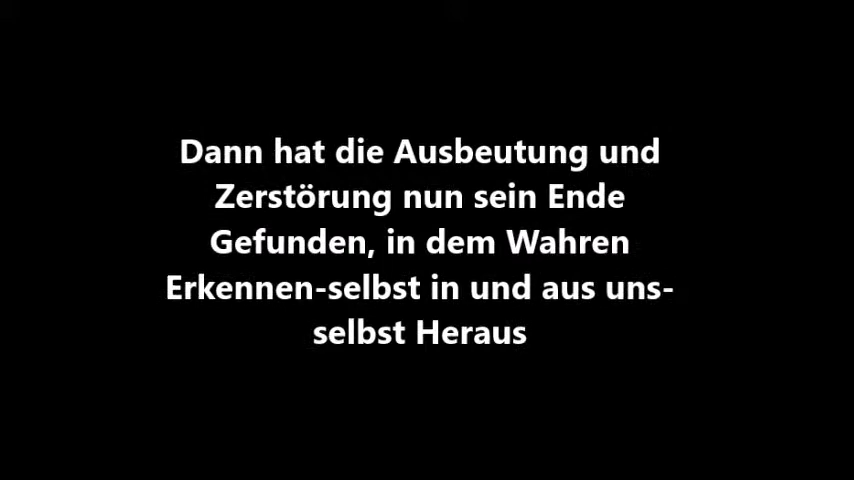 Dann hat die Ausbeutung und
Zerstörung nun sein Ende
Gefunden, in dem Wahren
Erkennen-selbst in und aus uns-
selbst Heraus